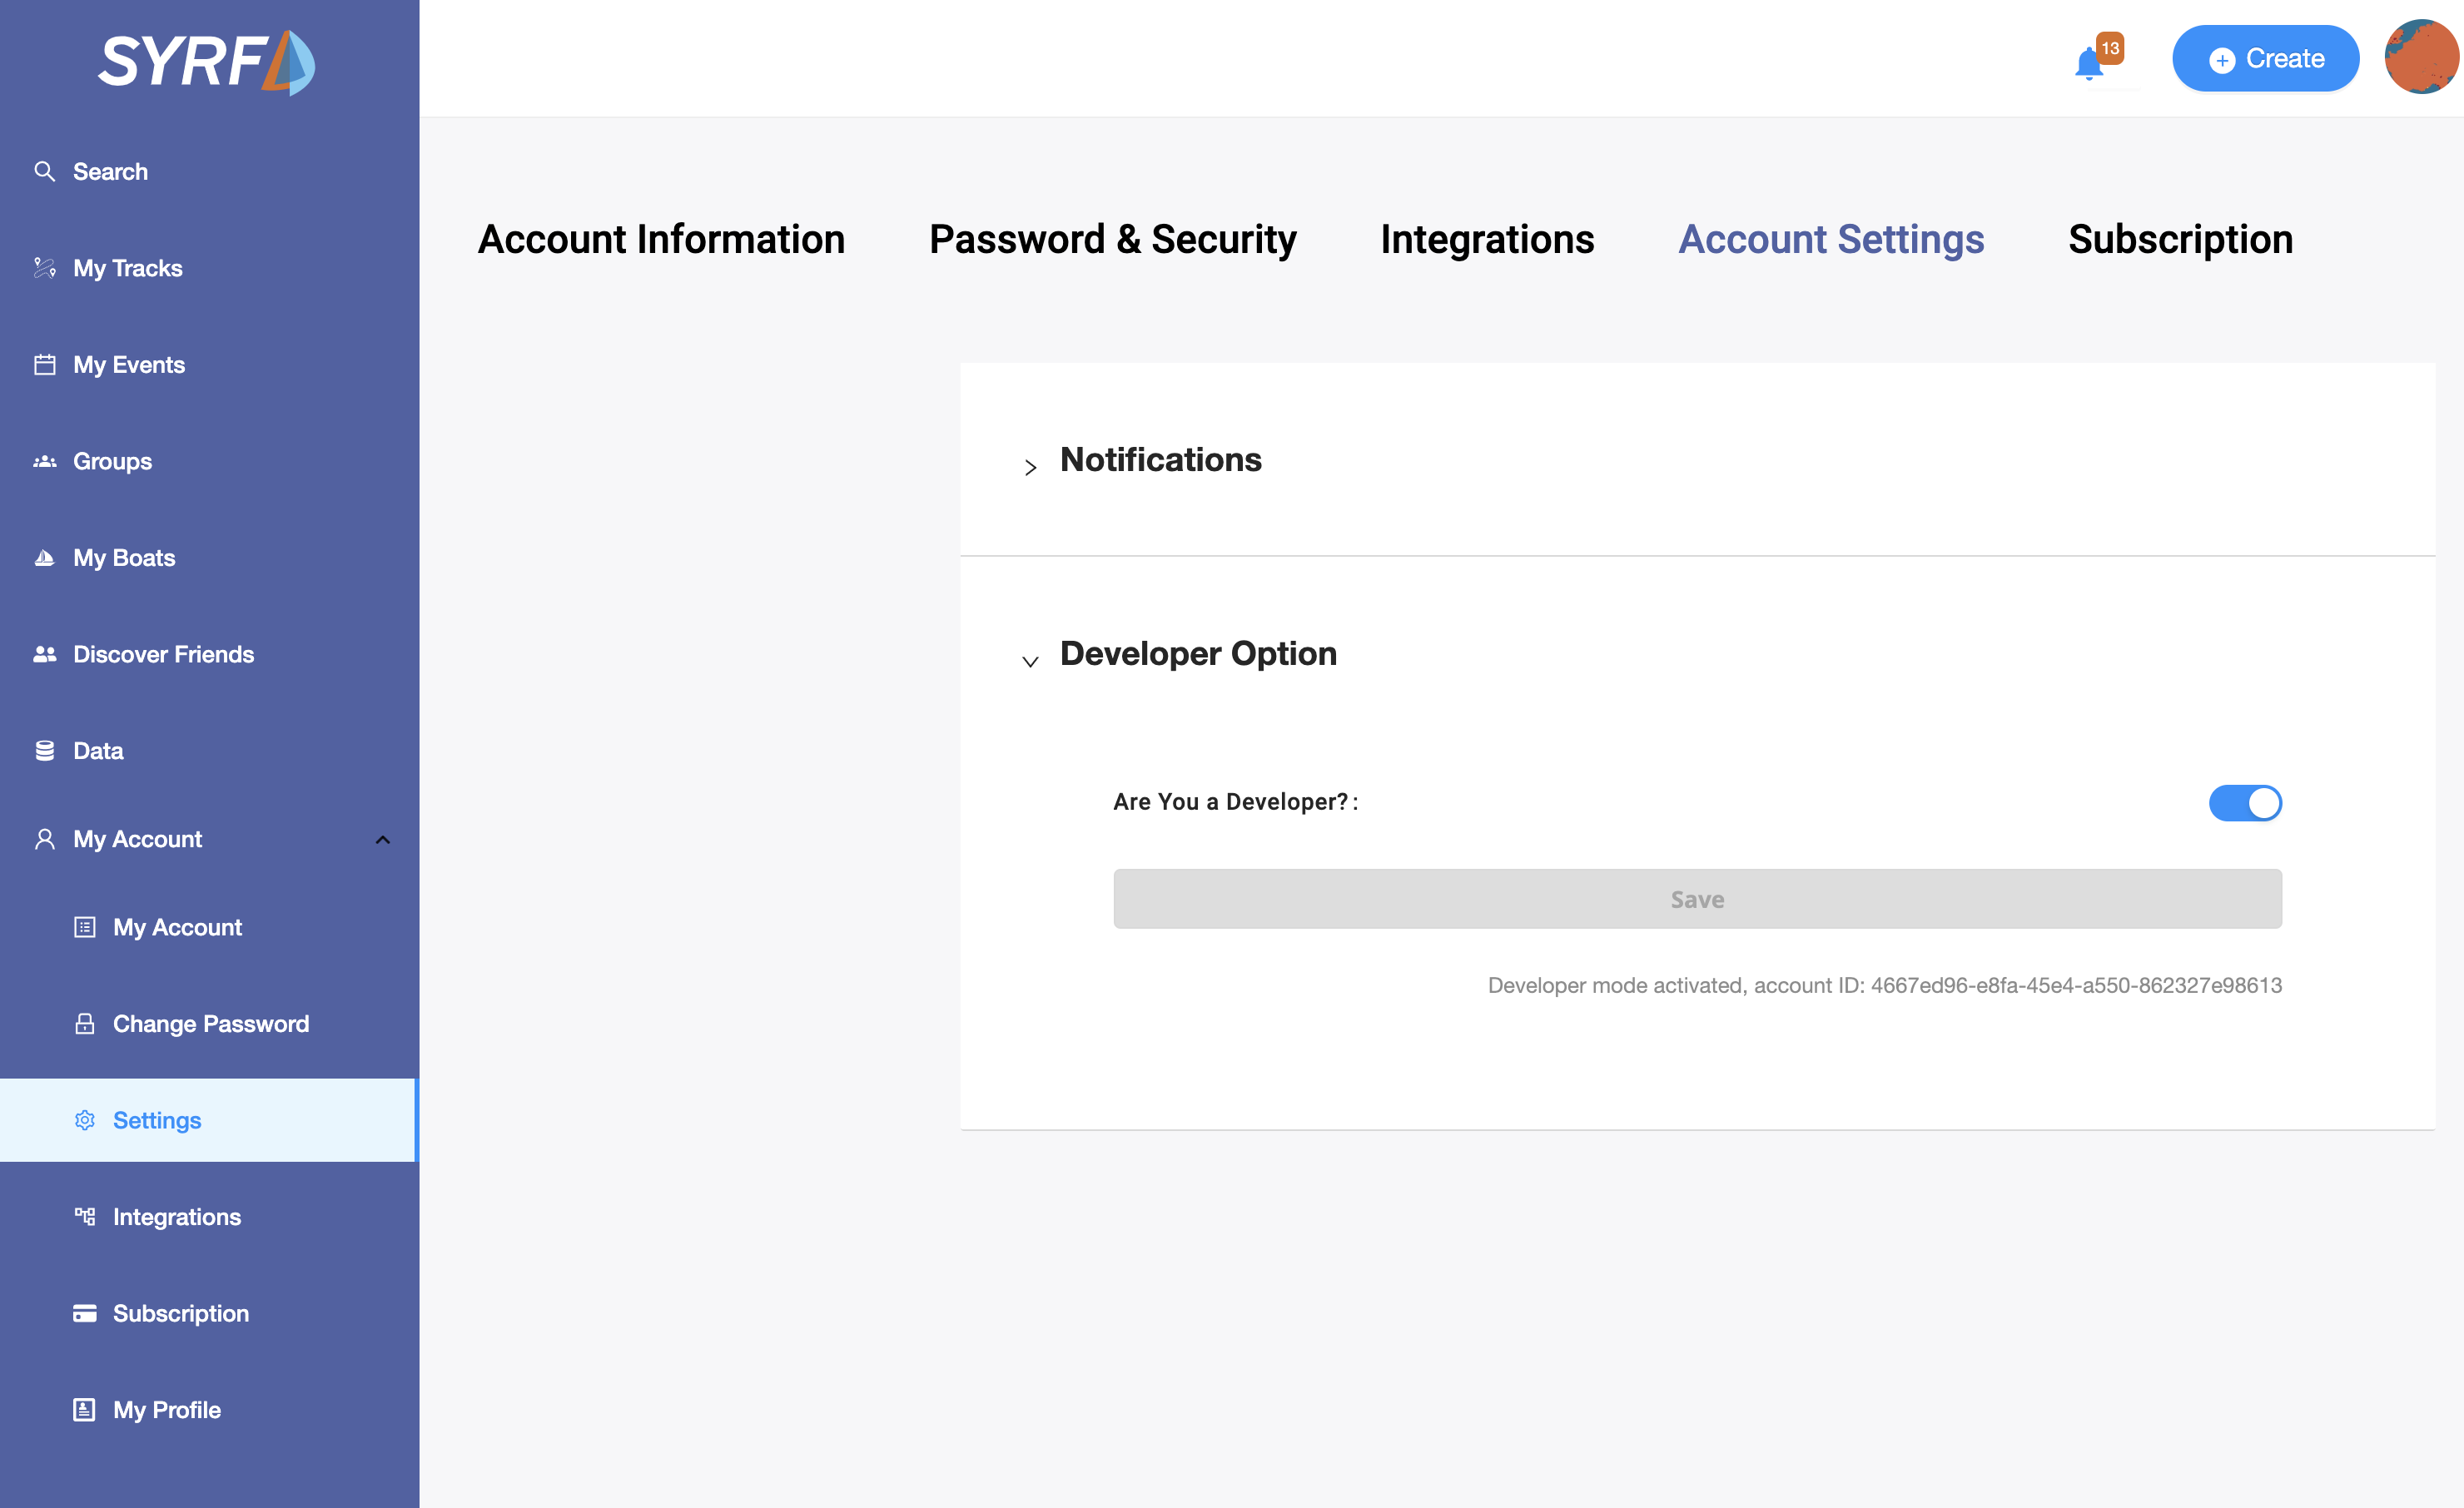 SYRF
Search
My Tracks
My Events
Groups
My Boats
Discover Friends
Data
My Account
My Account
Change Password
Settings
Integrations
Subscription
My Profile
13
Create
Account Information
Password & Security
Integrations
Account Settings
Subscription
Notifications
Developer Option
Are You a Developer? :
Save
Developer mode activated, account ID: 4667ed96-e8fa-45e4-a550-862327e98613